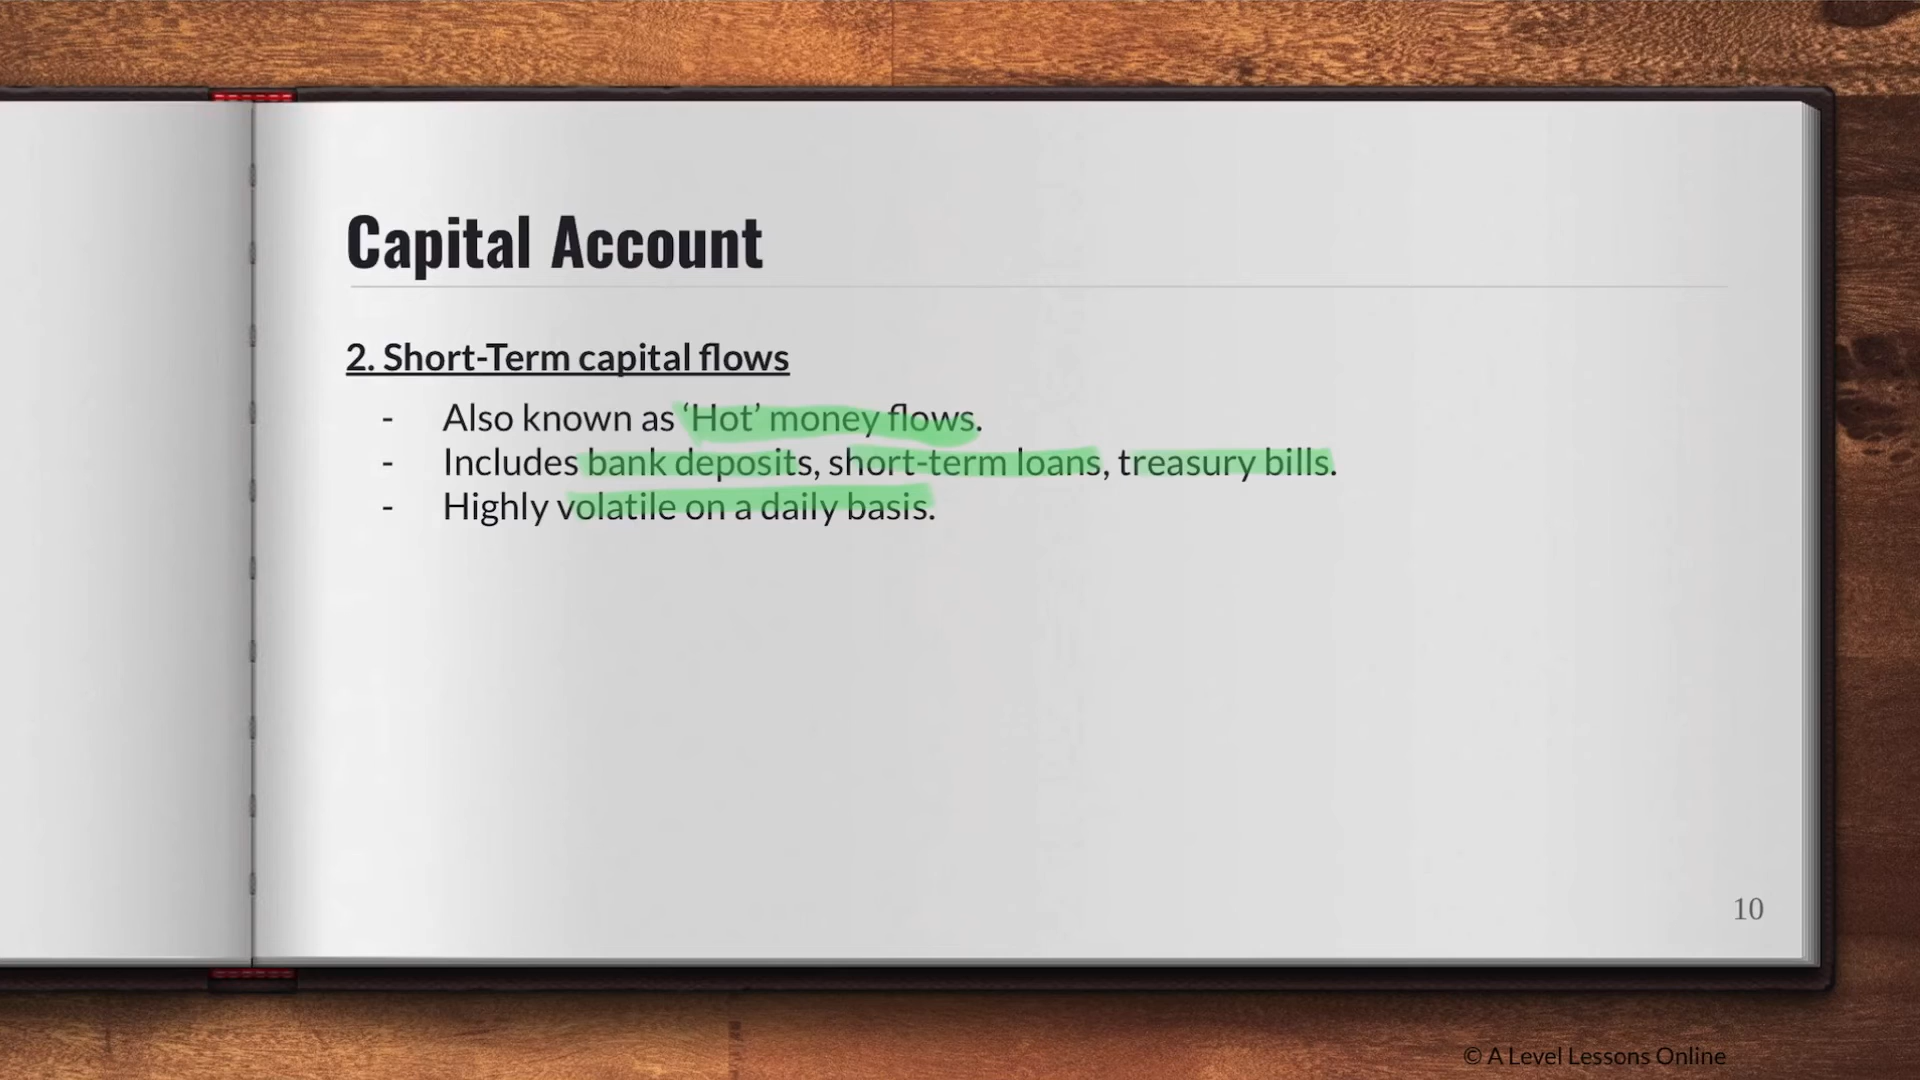 Capital Account
2. Short-Term capital flows
- Also known as ‘Hot’ money flows.
- Includes bank deposits, short-term loans, treasury bills.
- Highly volatile on a daily basis.
10
© A Level Lessons Online